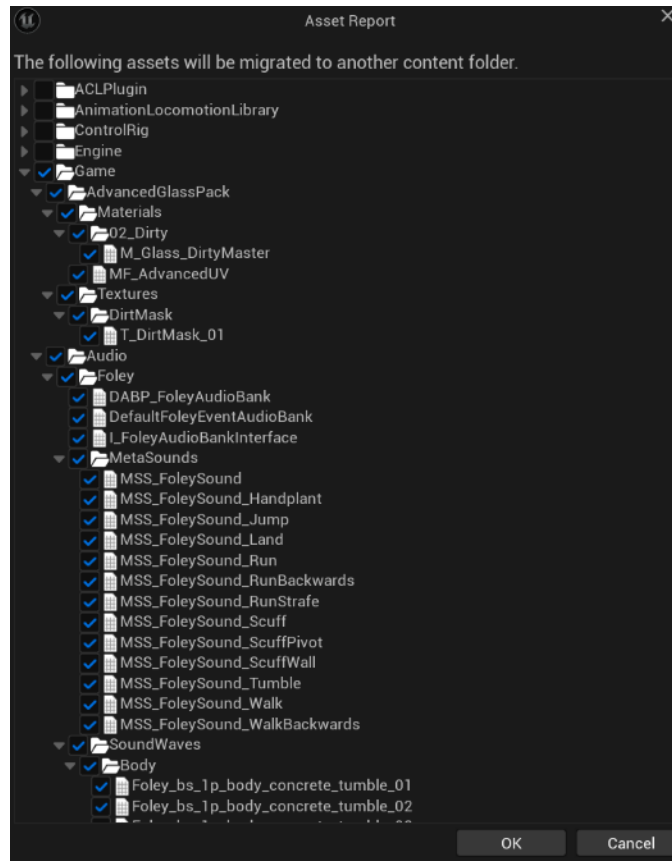 Asset Report
The following assets will be migrated to another content folder.
ACLPlugin
AnimationLocomotionLibrary
ControlRig
Engine
Game
AdvancedGlassPack
Materials
02_Dirty
M_Glass_DirtyMaster
MF_AdvancedUV
Textures
DirtMask
T_DirtMask_01
Audio
Foley
DABP_FoleyAudioBank
DefaultFoleyEventAudioBank
I_FoleyAudioBankInterface
MetaSounds
MSS_FoleySound
MSS_FoleySound_Handplant
MSS_FoleySound_Jump
MSS_FoleySound_Land
MSS_FoleySound_Run
MSS_FoleySound_RunBackwards
MSS_FoleySound_RunStrafe
MSS_FoleySound_Scuff
MSS_FoleySound_ScuffPivot
MSS_FoleySound_ScuffWall
MSS_FoleySound_Tumble
MSS_FoleySound_Walk
MSS_FoleySound_WalkBackwards
SoundWaves
Body
Foley_bs_1p_body_concrete_tumble_01
Foley_bs_1p_body_concrete_tumble_02
OK Cancel